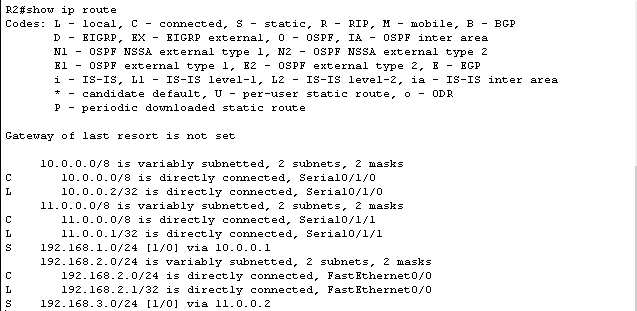 R2#show ip route
Codes: L - local, C - connected, S - static, R - RIP, M - mobile, B - BGP
       D - EIGRP, EX - EIGRP external, O - OSPF, IA - OSPF inter area
       N1 - OSPF NSSA external type 1, N2 - OSPF NSSA external type 2
       E1 - OSPF external type 1, E2 - OSPF external type 2, E - EGP
       i - IS-IS, L1 - IS-IS level-1, L2 - IS-IS level-2, ia - IS-IS inter area
       * - candidate default, U - per-user static route, o - ODR
       P - periodic downloaded static route

Gateway of last resort is not set

     10.0.0.0/8 is variably subnetted, 2 subnets, 2 masks
C       10.0.0.0/8 is directly connected, Serial0/1/0
L       10.0.0.2/32 is directly connected, Serial0/1/0
     11.0.0.0/8 is variably subnetted, 2 subnets, 2 masks
C       11.0.0.0/8 is directly connected, Serial0/1/1
L       11.0.0.1/32 is directly connected, Serial0/1/1
S    192.168.1.0/24 [1/0] via 10.0.0.1
     192.168.2.0/24 is variably subnetted, 2 subnets, 2 masks
C       192.168.2.0/24 is directly connected, FastEthernet0/0
L       192.168.2.1/32 is directly connected, FastEthernet0/0
S    192.168.3.0/24 [1/0] via 11.0.0.2